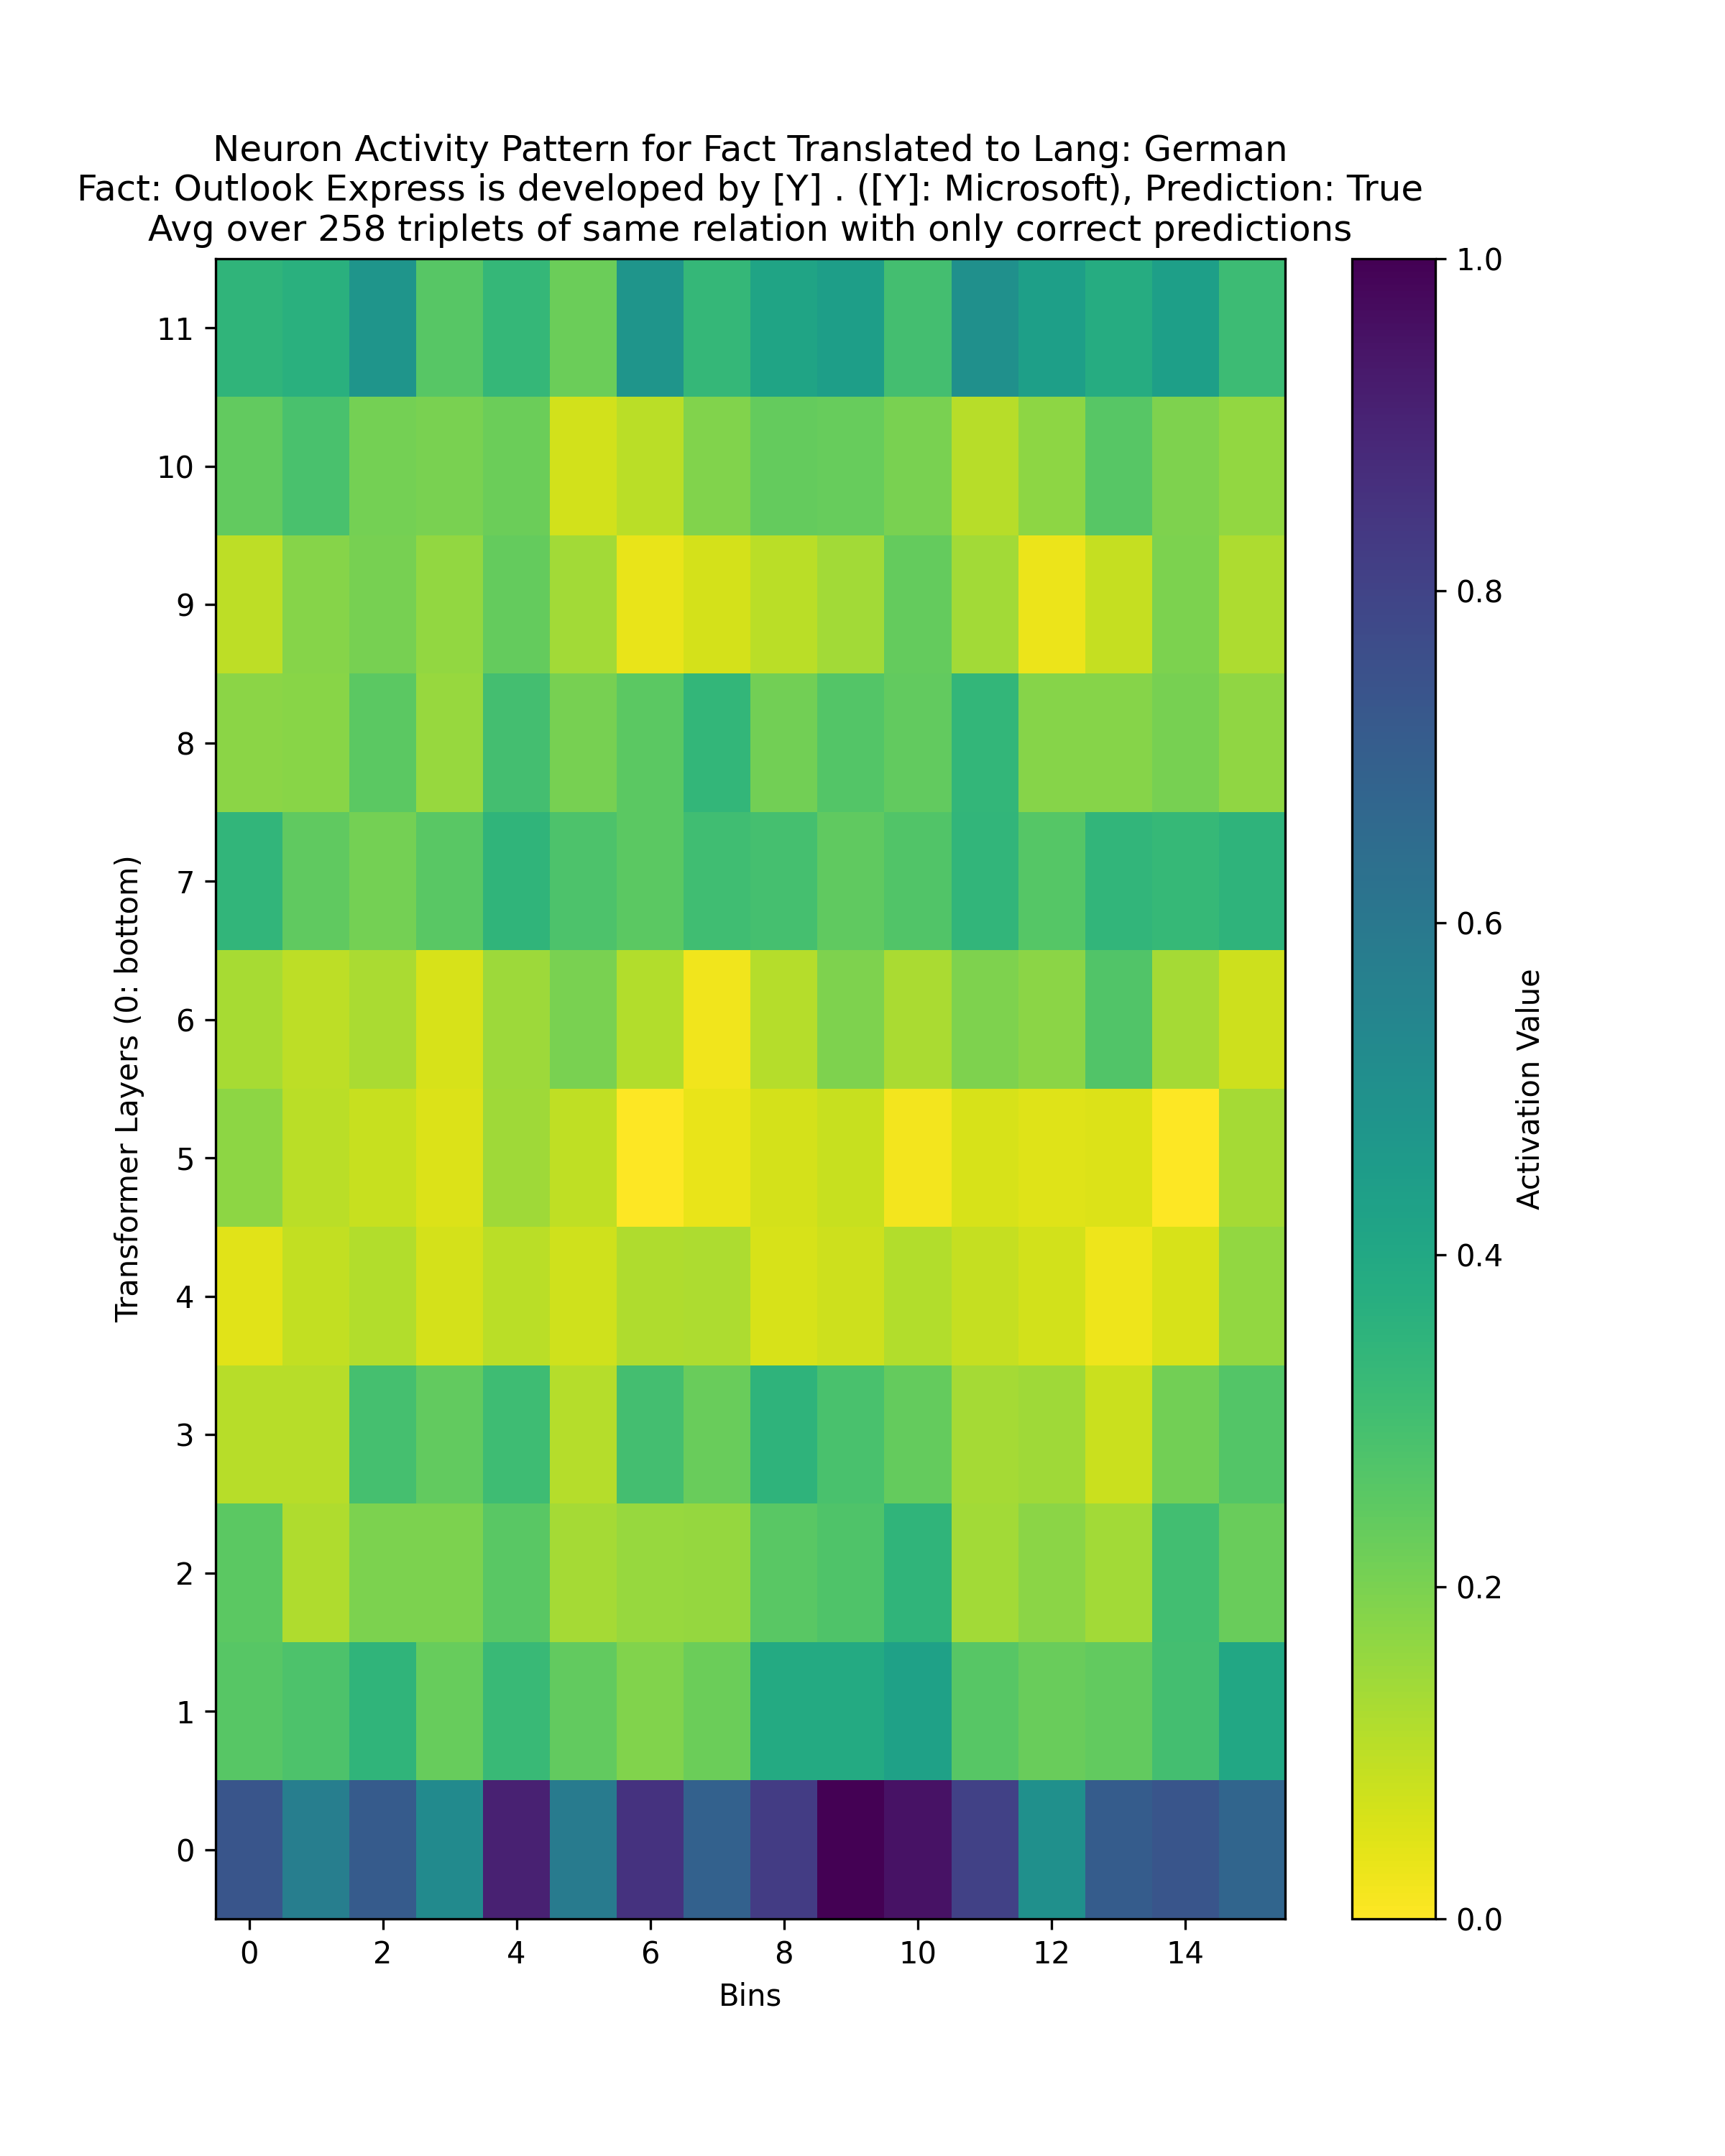 Neuron Activity Pattern for Fact Translated to Lang: German
Fact: Outlook Express is developed by [Y] . ([Y]: Microsoft), Prediction: True
Avg over 258 triplets of same relation with only correct predictions
11
10
9
8
7
6
5
4
3
2
1
0
Transformer Layers (0: bottom)
0 2 4 6 8 10 12 14
Bins
1.0
0.8
0.6
0.4
0.2
0.0
Activation Value